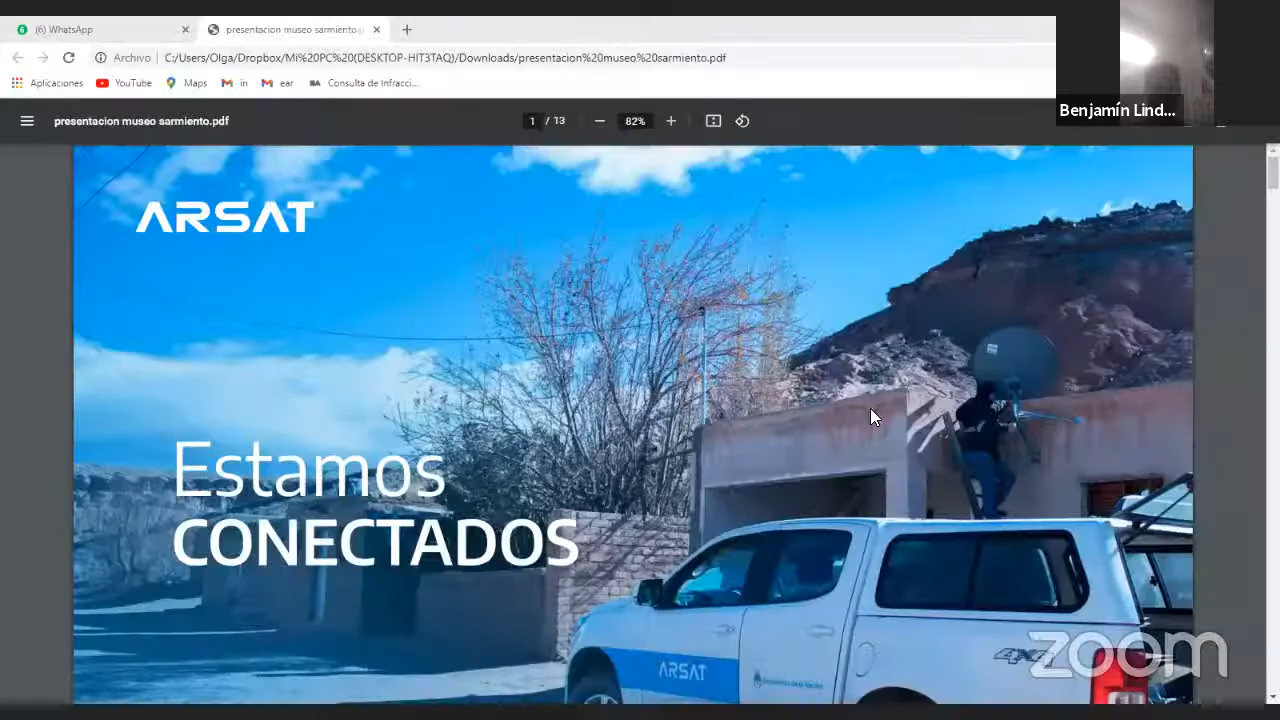 (6) WhatsApp
presentacion museo sarmiento.p
Archivo
C:/Users/Olga/Dropbox/Mi%20PC%20(DESKTOP-HIT3TAQ)/Downloads/presentacion%20museo%20sarmiento.pdf
Aplicaciones
YouTube
Maps
in
ear
Consulta de Infracci...
Benjamín Lind...
presentacion museo sarmiento.pdf
1 / 13
82%
ARSAT
Estamos
CONECTADOS
ARSAT
4x4
zoom